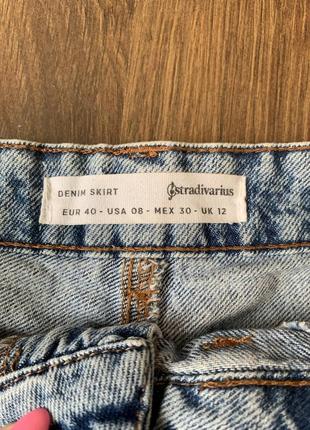 DENIM SKIRT stradivarius
EUR 40 - USA 08 - MEX 30 - UK 12